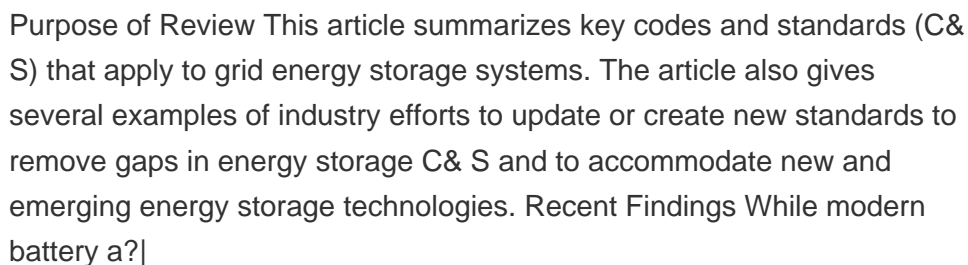 Purpose of Review This article summarizes key codes and standards (C&
S) that apply to grid energy storage systems. The article also gives
several examples of industry efforts to update or create new standards to
remove gaps in energy storage C& S and to accommodate new and
emerging energy storage technologies. Recent Findings While modern
battery a?|